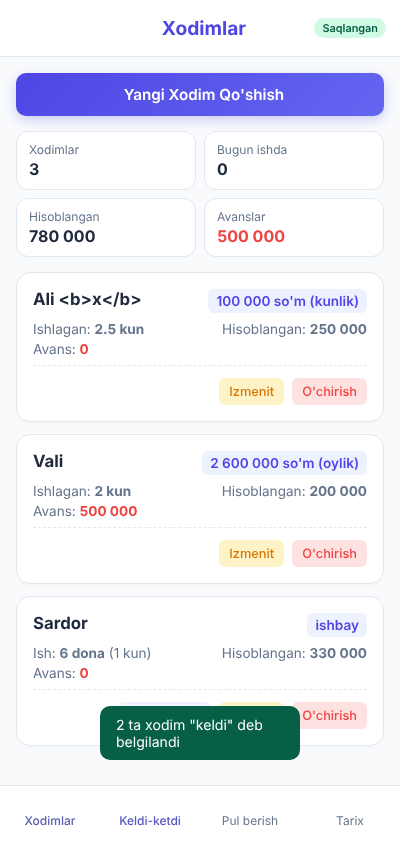 Xodimlar
Saqlangan
Yangi Xodim Qo'shish
Xodimlar
3
Bugun ishda
0
Hisoblangan
780 000
Avanslar
500 000
Ali <b>x</b>
100 000 so'm (kunlik)
Ishlagan: 2.5 kun
Hisoblangan: 250 000
Avans: 0
Izmenit
O'chirish
Vali
2 600 000 so'm (oylik)
Ishlagan: 2 kun
Hisoblangan: 200 000
Avans: 500 000
Izmenit
O'chirish
Sardor
ishbay
Ish: 6 dona (1 kun)
Hisoblangan: 330 000
Avans: 0
O'chirish
2 ta xodim "keldi" deb
belgilandi
Xodimlar
Keldi-ketdi
Pul berish
Tarix